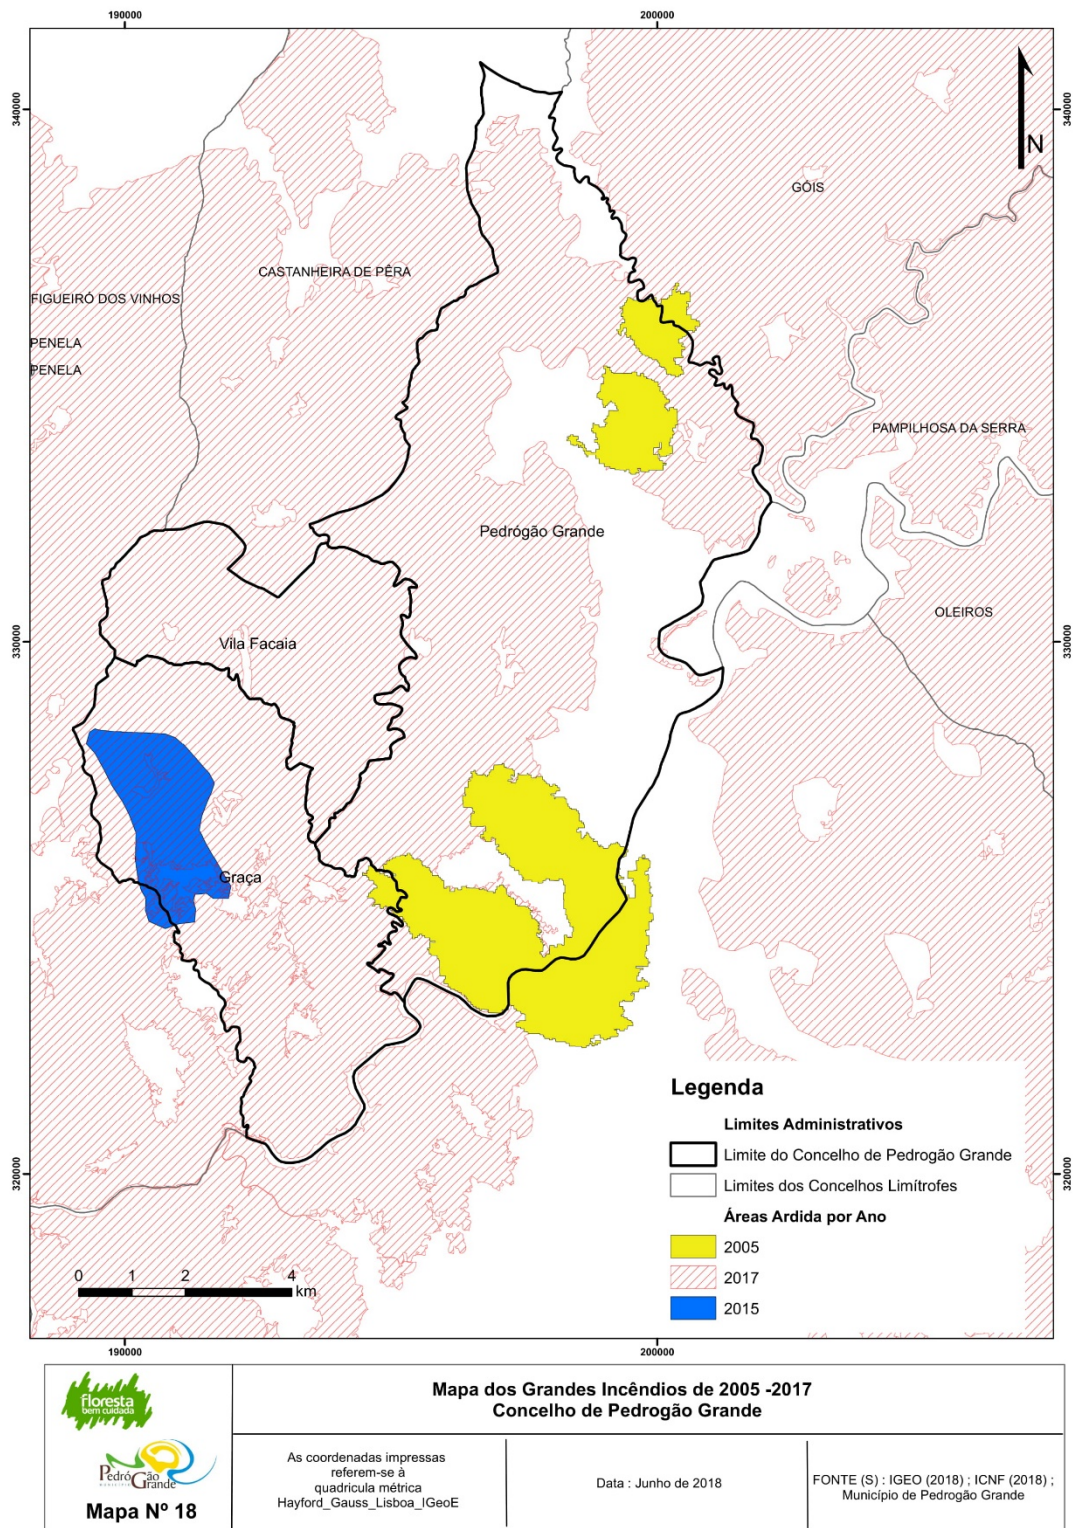 190000
200000
340000
340000
N
GÓIS
CASTANHEIRA DE PÊRA
FIGUEIRÓ DOS VINHOS
PENELA
PENELA
PAMPILHOSA DA SERRA
Pedrógão Grande
OLEIROS
330000
330000
Vila Facaia
Graça
Legenda
Limites Administrativos
Limite do Concelho de Pedrogão Grande
Limites dos Concelhos Limítrofes
Áreas Ardida por Ano
2005
2017
2015
320000
320000
0 1 2 4
km
190000
200000
floresta
bem cuidada
Pedrógão
município
Grande
Mapa Nº 18
Mapa dos Grandes Incêndios de 2005 -2017
Concelho de Pedrogão Grande
As coordenadas impressas
referem-se à
quadricula métrica
Hayford_Gauss_Lisboa_IGeoE
Data : Junho de 2018
FONTE (S) : IGEO (2018) ; ICNF (2018) ;
Município de Pedrogão Grande